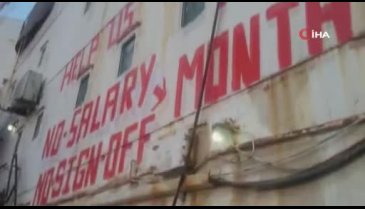 İHA
HELP US
NO-SALARY > MONTH
NO-SIGN-OFF